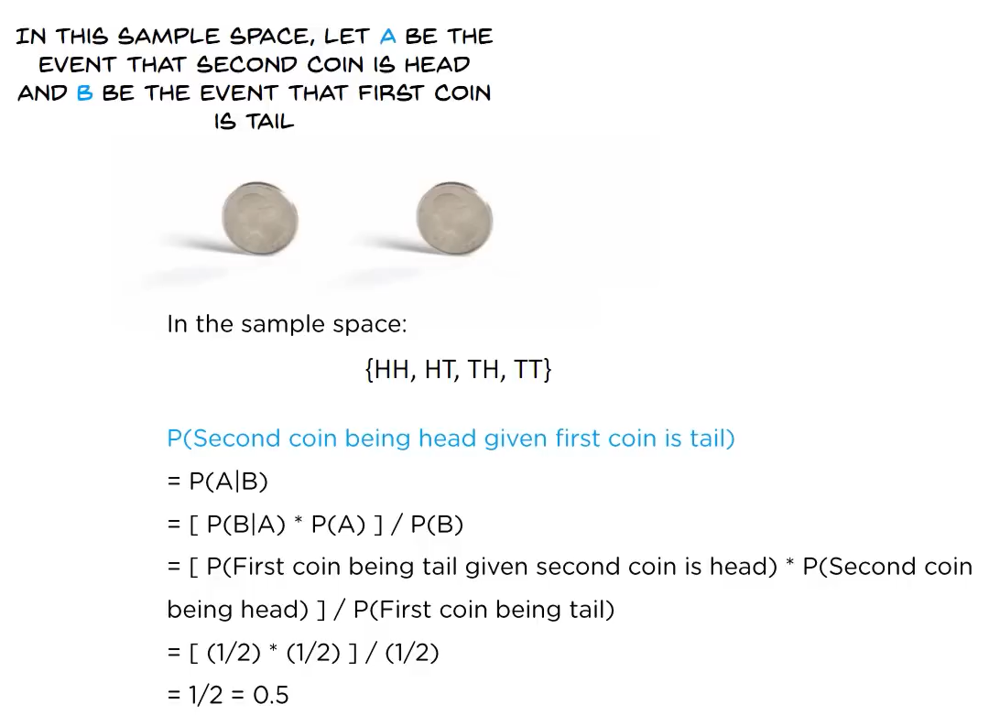 IN THIS SAMPLE SPACE, LET A BE THE
EVENT THAT SECOND COIN IS HEAD
AND B BE THE EVENT THAT FIRST COIN
IS TAIL
In the sample space:
{HH, HT, TH, TT}
P(Second coin being head given first coin is tail)
= P(A|B)
= [ P(B|A) * P(A) ] / P(B)
= [ P(First coin being tail given second coin is head) * P(Second coin
being head) ] / P(First coin being tail)
= [ (1/2) * (1/2) ] / (1/2)
= 1/2 = 0.5